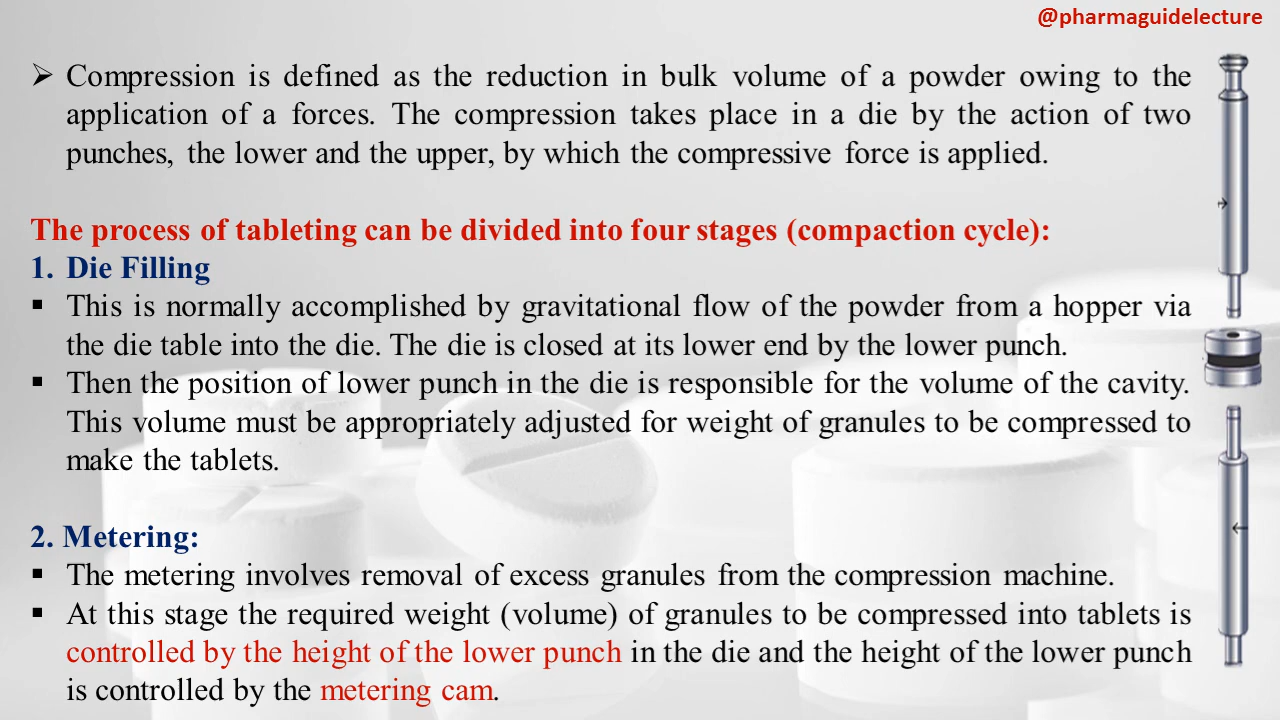 @pharmaguidelecture
➢ Compression is defined as the reduction in bulk volume of a powder owing to the
application of a forces. The compression takes place in a die by the action of two
punches, the lower and the upper, by which the compressive force is applied.
The process of tableting can be divided into four stages (compaction cycle):
1. Die Filling
▪ This is normally accomplished by gravitational flow of the powder from a hopper via
the die table into the die. The die is closed at its lower end by the lower punch.
▪ Then the position of lower punch in the die is responsible for the volume of the cavity.
This volume must be appropriately adjusted for weight of granules to be compressed to
make the tablets.
2. Metering:
▪ The metering involves removal of excess granules from the compression machine.
▪ At this stage the required weight (volume) of granules to be compressed into tablets is
controlled by the height of the lower punch in the die and the height of the lower punch
is controlled by the metering cam.